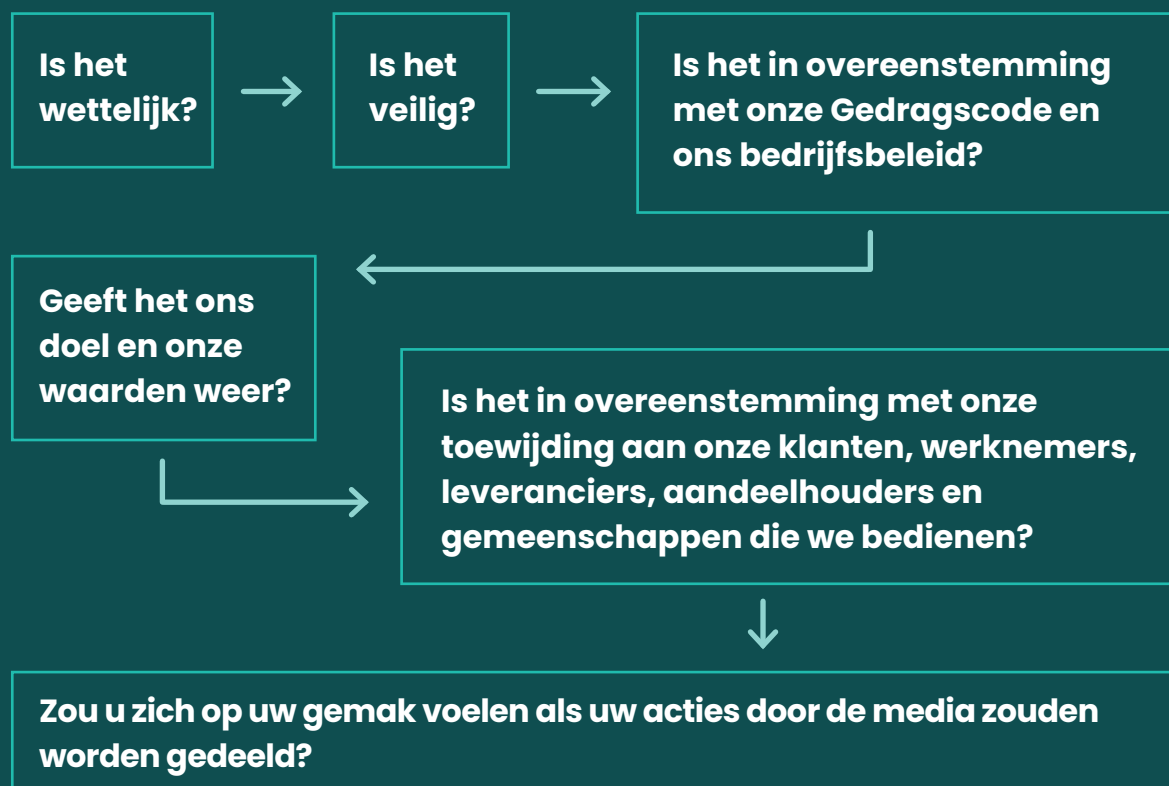 Is het
wettelijk?
Is het
veilig?
Is het in overeenstemming
met onze Gedragscode en
ons bedrijfsbeleid?
Geeft het ons
doel en onze
waarden weer?
Is het in overeenstemming met onze
toewijding aan onze klanten, werknemers,
leveranciers, aandeelhouders en
gemeenschappen die we bedienen?
Zou u zich op uw gemak voelen als uw acties door de media zouden
worden gedeeld?